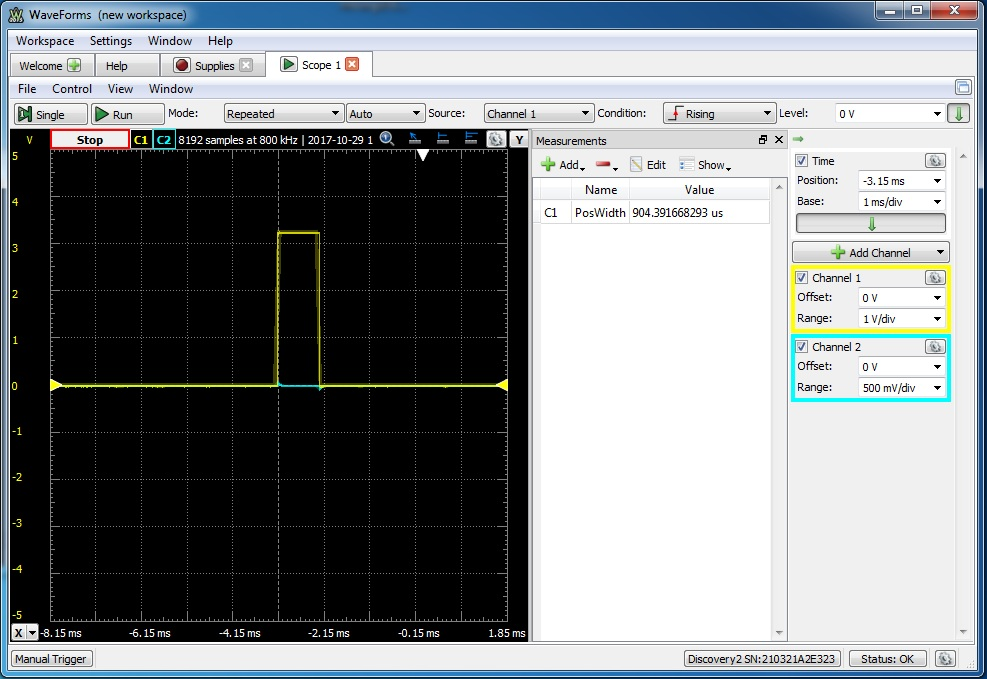 WaveForms (new workspace)
Workspace Settings Window Help
Welcome Help Supplies Scope 1
File Control View Window
Single Run Mode: Repeated Auto Source: Channel 1 Condition: Rising Level: 0 V
V Stop C1 C2 8192 samples at 800 kHz | 2017-10-29 1 Y
Measurements
Add Edit Show
Name Value
C1 PosWidth 904.391668293 us
5
4
3
2
1
0
-1
-2
-3
-4
-5
X -8.15 ms -6.15 ms -4.15 ms -2.15 ms -0.15 ms 1.85 ms
Time
Position: -3.15 ms
Base: 1 ms/div
Add Channel
Channel 1
Offset: 0 V
Range: 1 V/div
Channel 2
Offset: 0 V
Range: 500 mV/div
Manual Trigger Discovery2 SN:210321A2E323 Status: OK